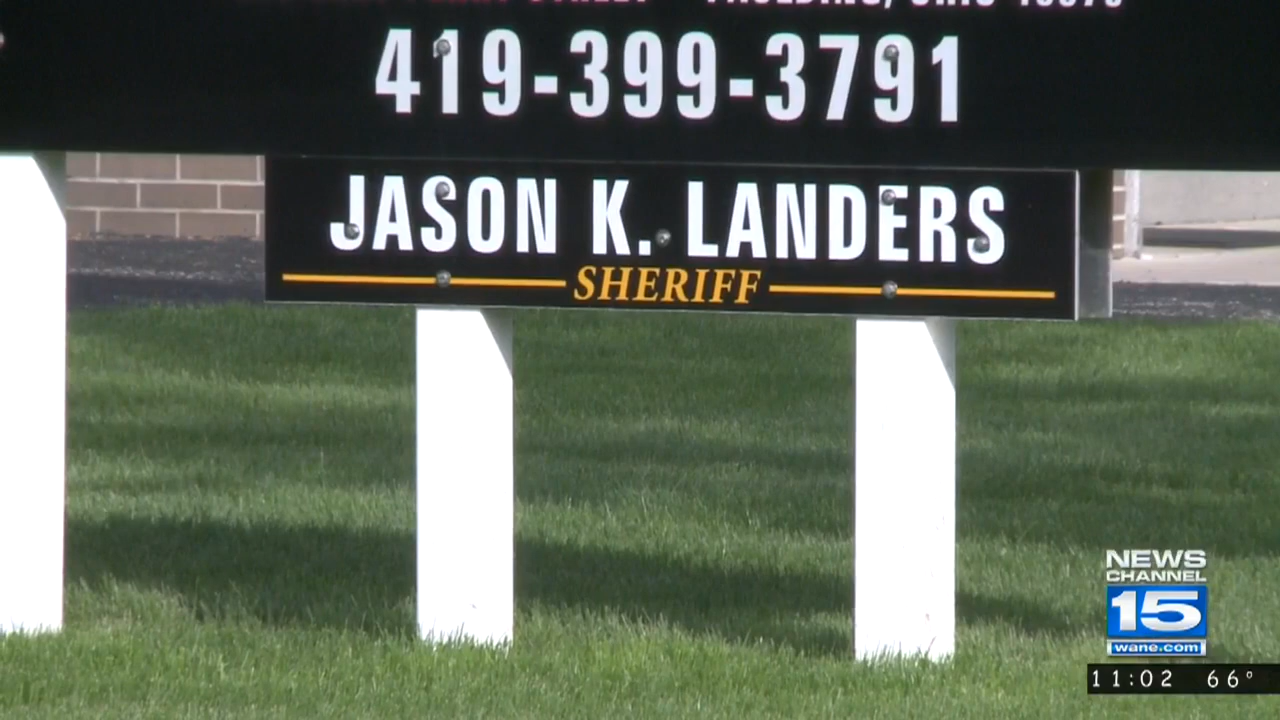 419-399-3791
JASON K. LANDERS
SHERIFF
NEWS
CHANNEL
15
wane.com
11:02 66°